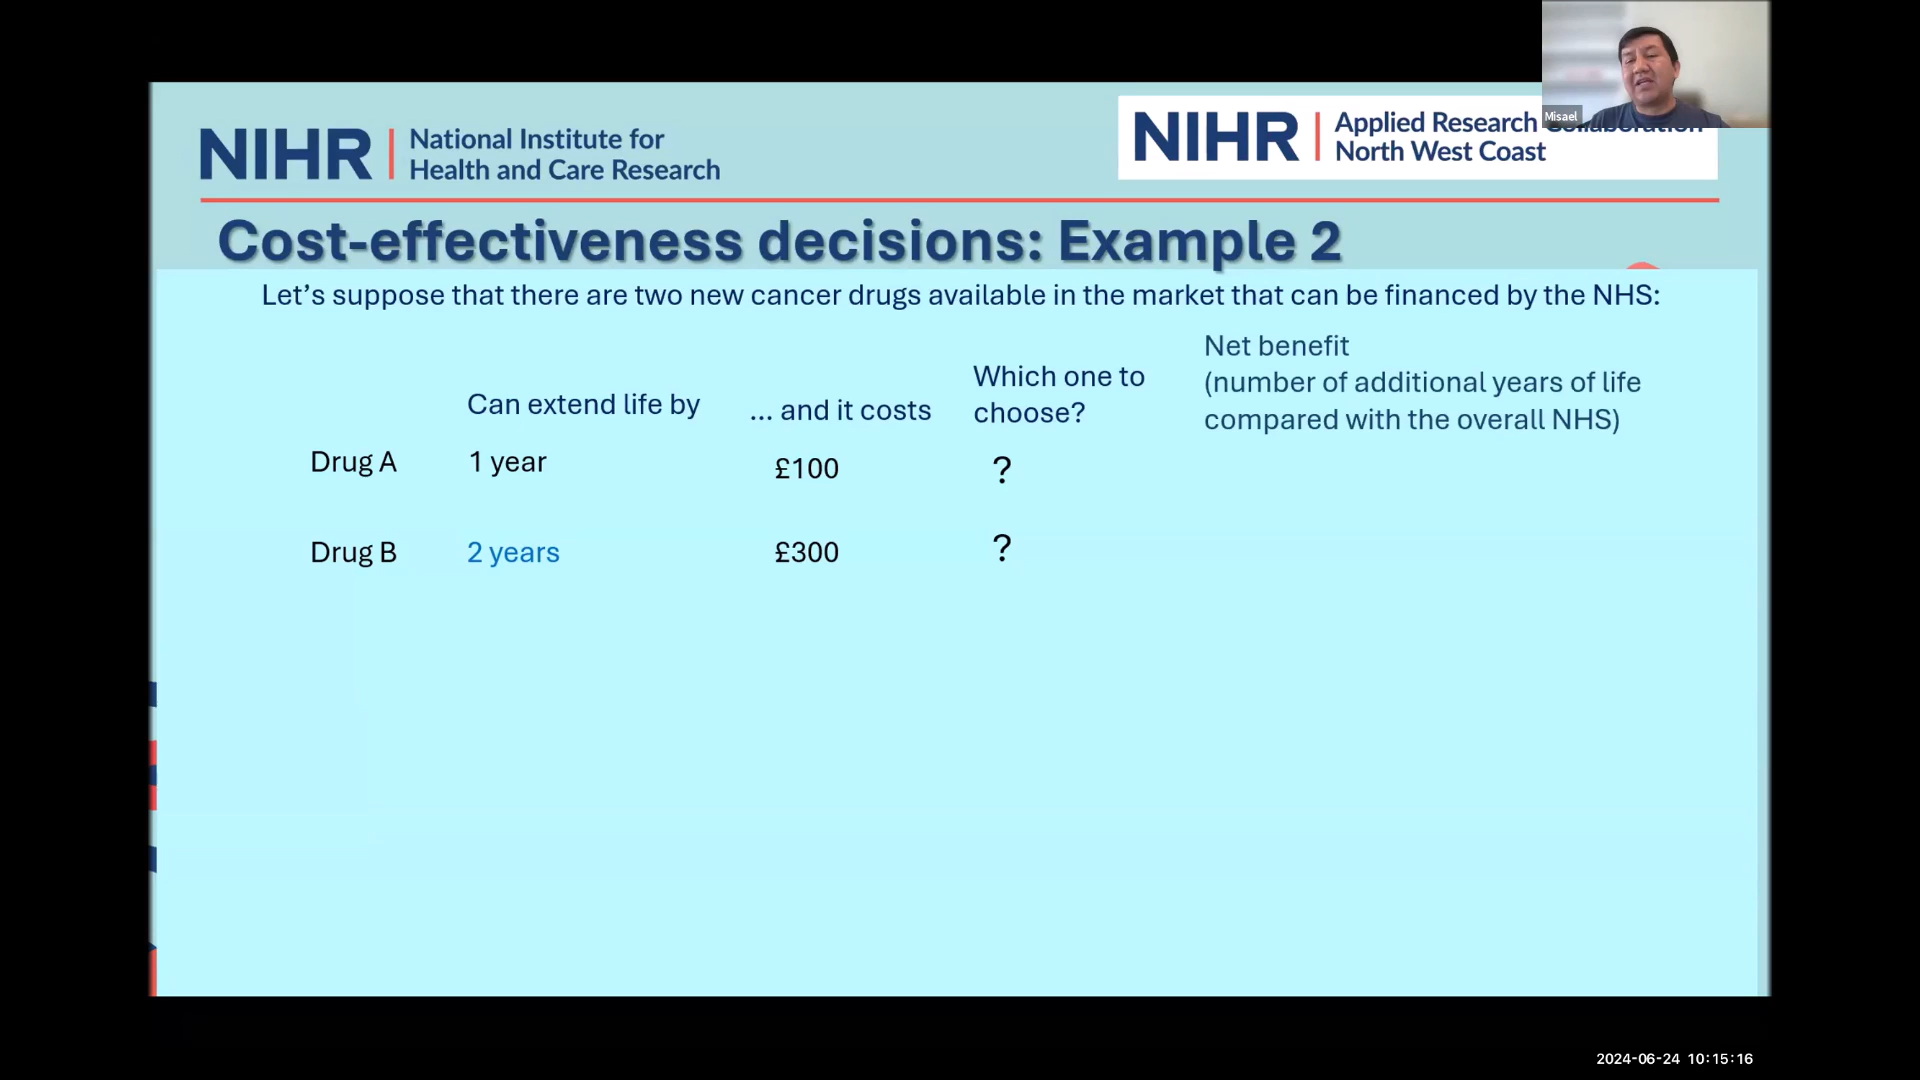 Misael
NIHR | National Institute for
Health and Care Research
NIHR | Applied Research
North West Coast
Cost-effectiveness decisions: Example 2
Let’s suppose that there are two new cancer drugs available in the market that can be financed by the NHS:
Can extend life by
... and it costs
Which one to
choose?
Net benefit
(number of additional years of life
compared with the overall NHS)
Drug A 1 year £100 ?
Drug B 2 years £300 ?
2024-06-24 10:15:16